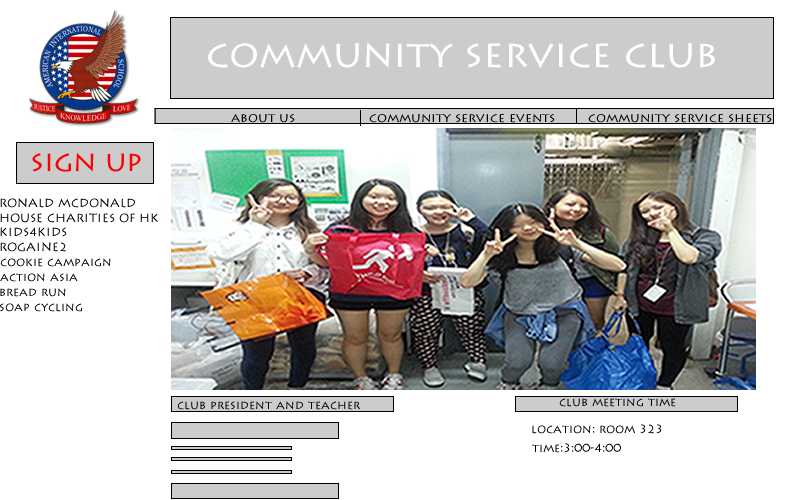 AMERICAN INTERNATIONAL SCHOOL
JUSTICE KNOWLEDGE LOVE
COMMUNITY SERVICE CLUB
ABOUT US
COMMUNITY SERVICE EVENTS
COMMUNITY SERVICE SHEETS
SIGN UP
RONALD MCDONALD
HOUSE CHARITIES OF HK
KIDS4KIDS
ROGAINE2
COOKIE CAMPAIGN
ACTION ASIA
BREAD RUN
SOAP CYCLING
CLUB PRESIDENT AND TEACHER
CLUB MEETING TIME
LOCATION: ROOM 323
TIME:3:00-4:00